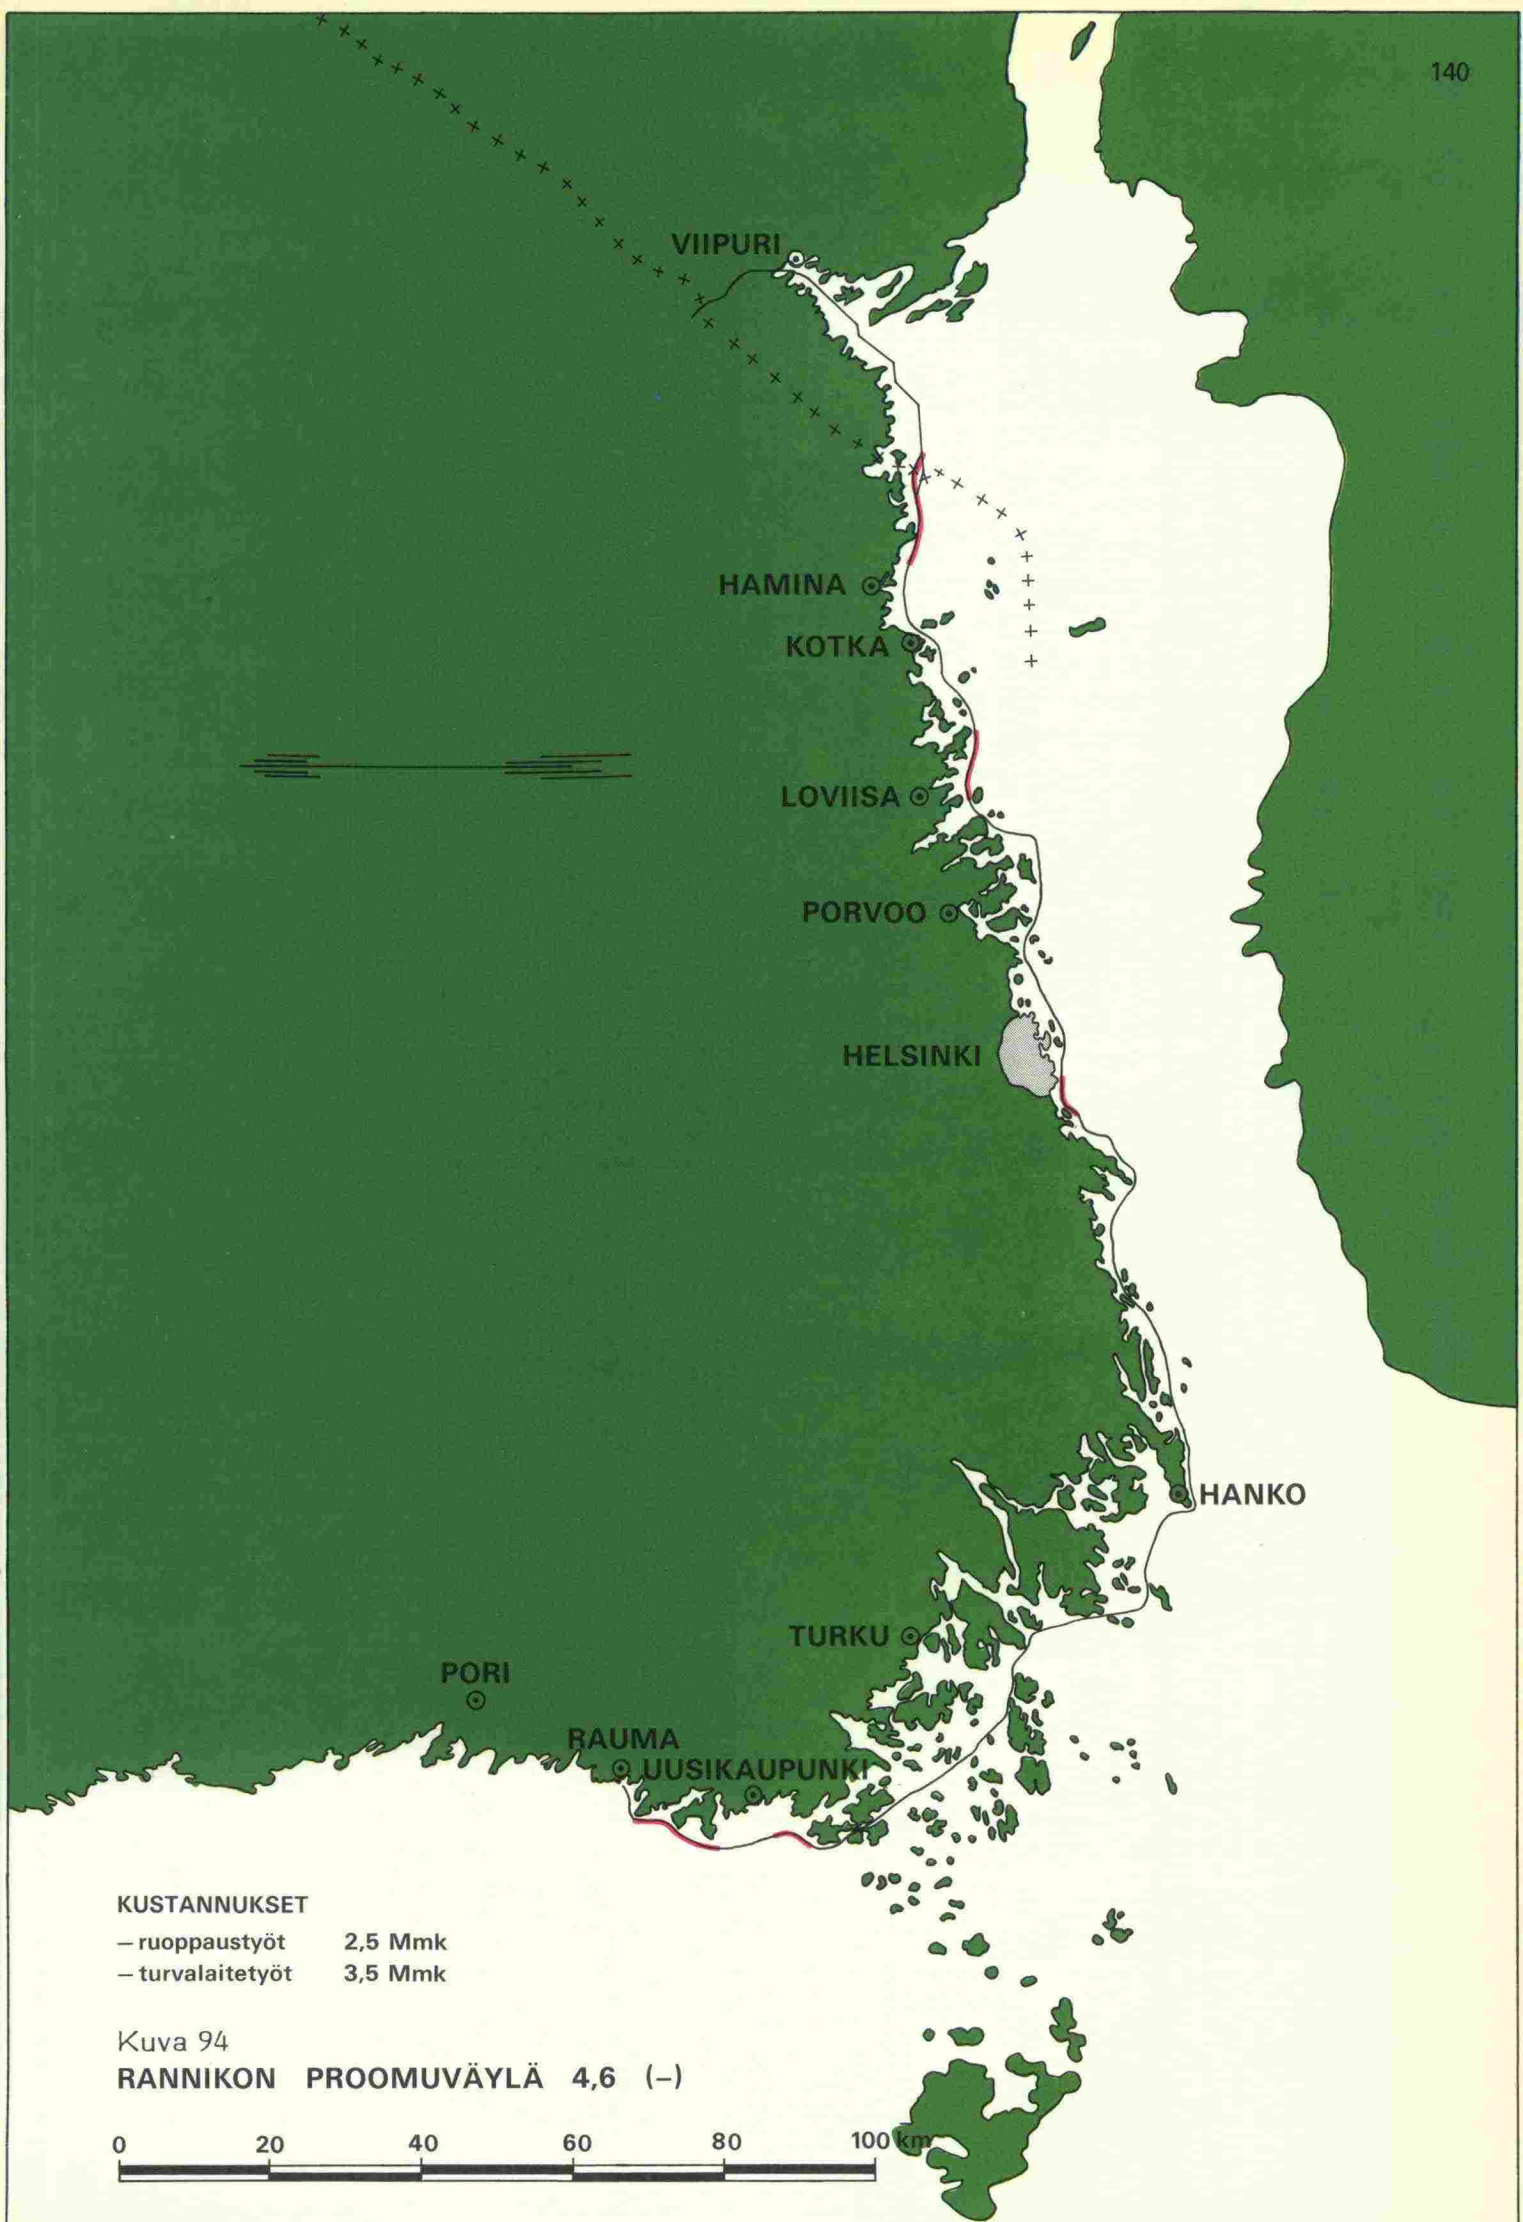 140
VIIPURI
HAMINA
KOTKA
LOVIISA
PORVOO
HELSINKI
HANKO
TURKU
PORI
RAUMA
UUSIKAUPUNKI
KUSTANNUKSET
– ruoppaustyöt 2,5 Mmk
– turvalaitetyöt 3,5 Mmk
Kuva 94
RANNIKON PROOMUVÄYLÄ 4,6 (–)
0 20 40 60 80 100 km